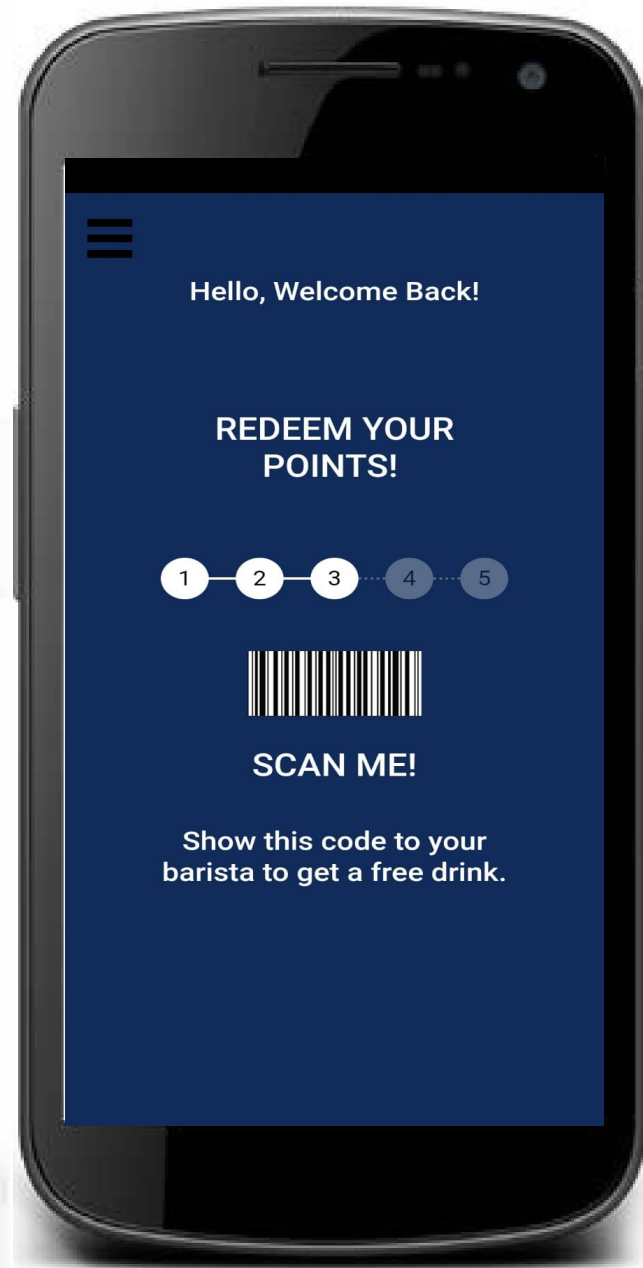 Hello, Welcome Back!
REDEEM YOUR
POINTS!
1 2 3 4 5
SCAN ME!
Show this code to your
barista to get a free drink.